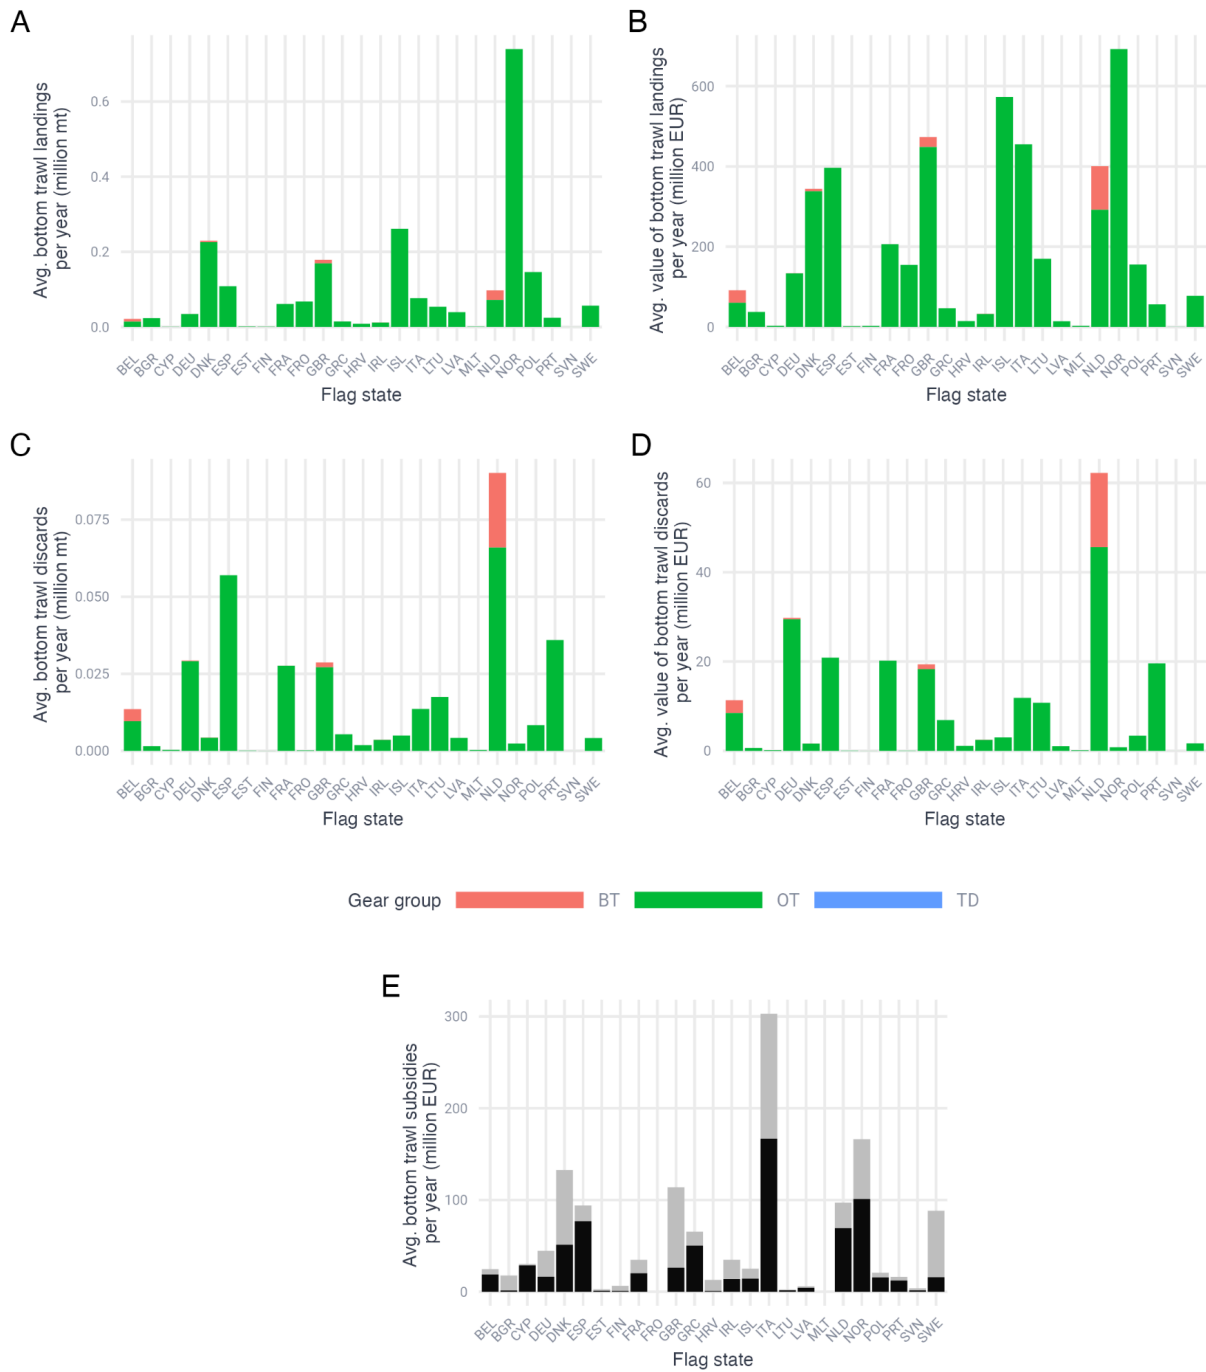 A
Avg. bottom trawl landings
per year (million mt)
0.6
0.4
0.2
0.0
BEL BGR CYP DEU DNK ESP EST FIN FRA FRO GBR GRC HRV IRL ISL ITA LTU LVA MLT NLD NOR POL PRT SVN SWE
Flag state
B
Avg. value of bottom trawl landings
per year (million EUR)
600
400
200
0
BEL BGR CYP DEU DNK ESP EST FIN FRA FRO GBR GRC HRV IRL ISL ITA LTU LVA MLT NLD NOR POL PRT SVN SWE
Flag state
C
Avg. bottom trawl discards
per year (million mt)
0.075
0.050
0.025
0.000
BEL BGR CYP DEU DNK ESP EST FIN FRA FRO GBR GRC HRV IRL ISL ITA LTU LVA MLT NLD NOR POL PRT SVN SWE
Flag state
D
Avg. value of bottom trawl discards
per year (million EUR)
60
40
20
0
BEL BGR CYP DEU DNK ESP EST FIN FRA FRO GBR GRC HRV IRL ISL ITA LTU LVA MLT NLD NOR POL PRT SVN SWE
Flag state
Gear group BT OT TD
E
Avg. bottom trawl subsidies
per year (million EUR)
300
200
100
0
BEL BGR CYP DEU DNK ESP EST FIN FRA FRO GBR GRC HRV IRL ISL ITA LTU LVA MLT NLD NOR POL PRT SVN SWE
Flag state